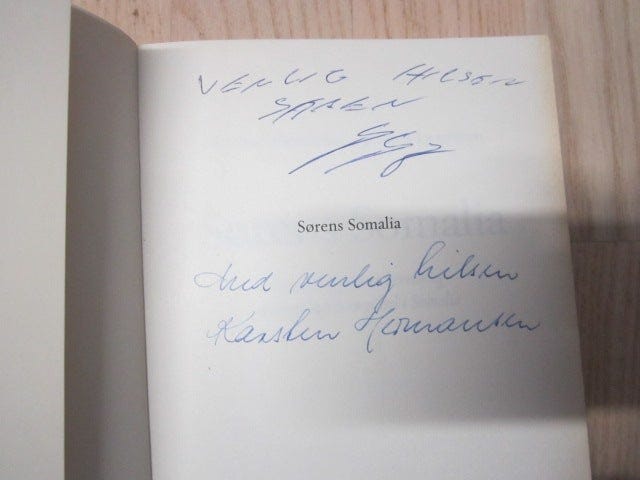 VENLIG HILSEN
SØREN
Sørens Somalia
Med venlig hilsen
Karsten Hermansen